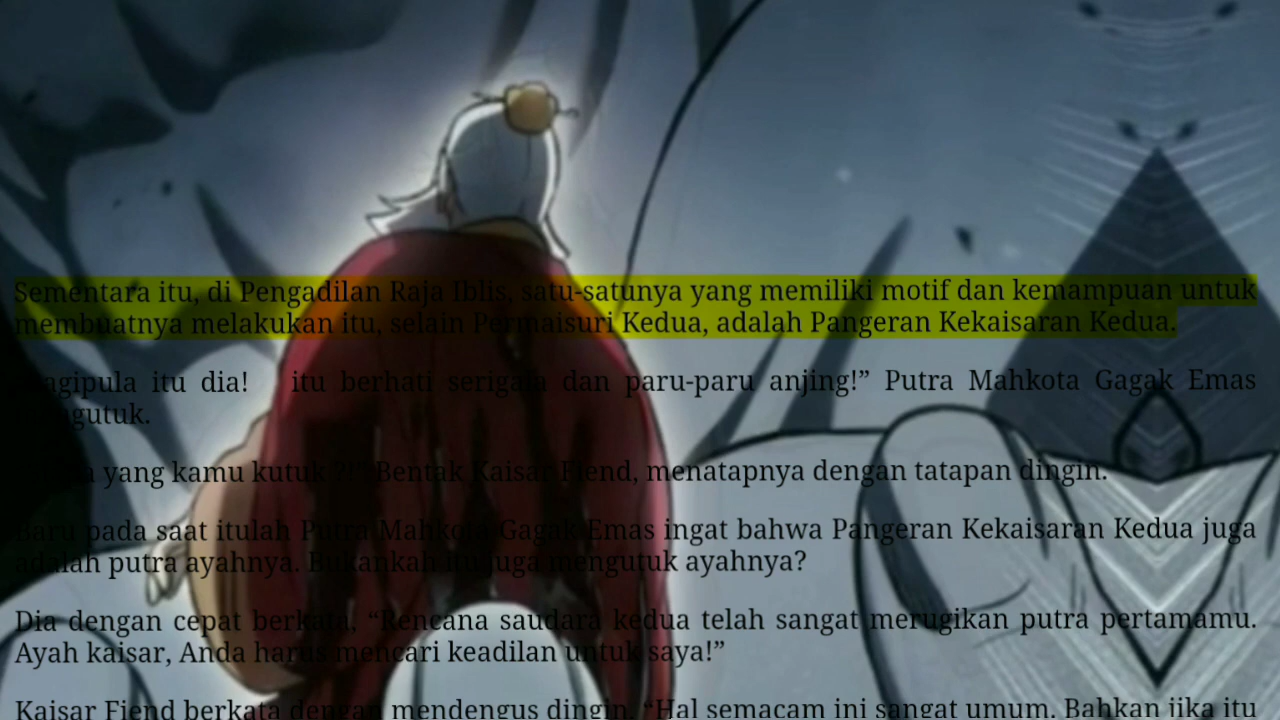 Sementara itu, di Pengadilan Raja Iblis, satu-satunya yang memiliki motif dan kemampuan untuk
membuatnya melakukan itu, selain Permaisuri Kedua, adalah Pangeran Kekaisaran Kedua.
itu dia! itu berhati serigala dan paru-paru anjing!” Putra Mahkota Gagak Emas
yang kamu kutuk ?!” Bentak Kaisar Fiend, menatapnya dengan tatapan dingin.
Baru pada saat itulah Putra Mahkota Gagak Emas ingat bahwa Pangeran Kekaisaran Kedua juga
adalah putra ayahnya. Bukankah itu juga mengutuk ayahnya?
Dia dengan cepat berkata, “Rencana saudara kedua telah sangat merugikan putra pertamamu.
Ayah kaisar, Anda harus mencari keadilan untuk saya!”
Kaisar Fiend berkata dengan mendengus dingin, “Hal semacam ini sangat umum. Bahkan jika itu